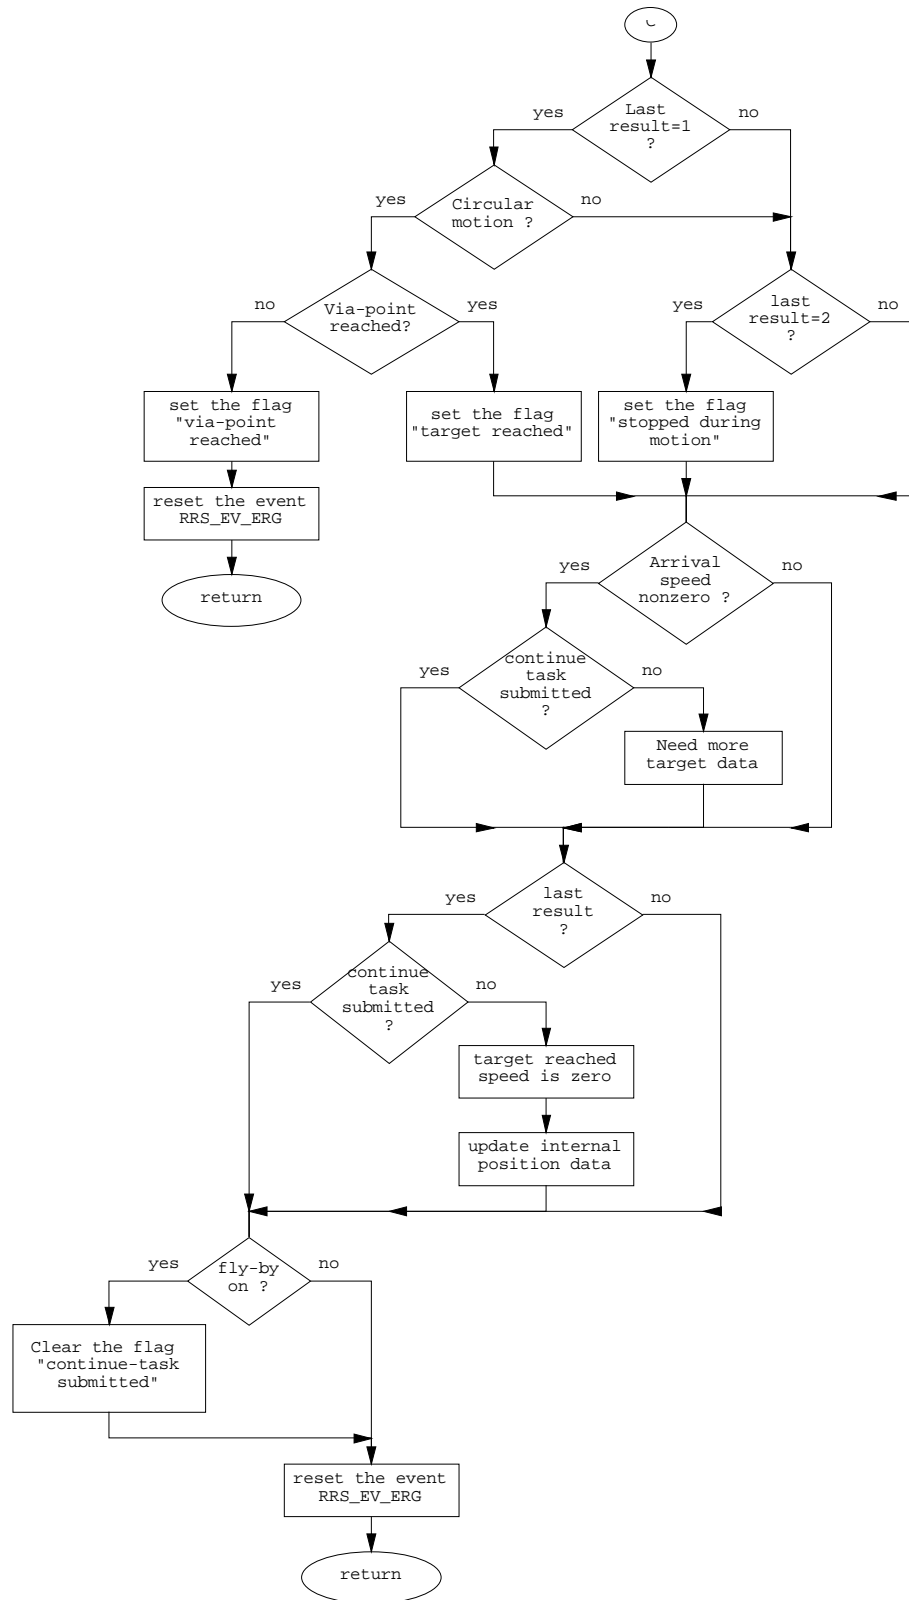 Last
result=1
?
yes
no
Circular
motion ?
yes
no
Via-point
reached?
no
yes
last
result=2
?
yes
no
set the flag
"via-point
reached"
set the flag
"target reached"
set the flag
"stopped during
motion"
reset the event
RRS_EV_ERG
return
Arrival
speed
nonzero ?
yes
no
continue
task
submitted
?
yes
no
Need more
target data
last
result
?
yes
no
continue
task
submitted
?
yes
no
target reached
speed is zero
update internal
position data
fly-by
on ?
yes
no
Clear the flag
"continue-task
submitted"
reset the event
RRS_EV_ERG
return